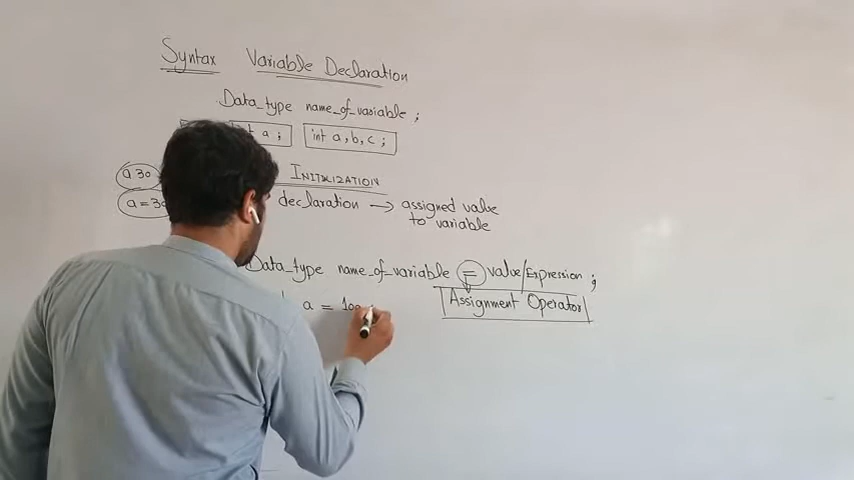 Syntax Variable Declaration
Data_type name_of_variable ;
a ; int a, b, c ;
a 30 INITILIZATION
a = 30 declaration → assigned value
to variable
Data_type name_of_variable = value/Expression ;
a = 100 Assignment Operator